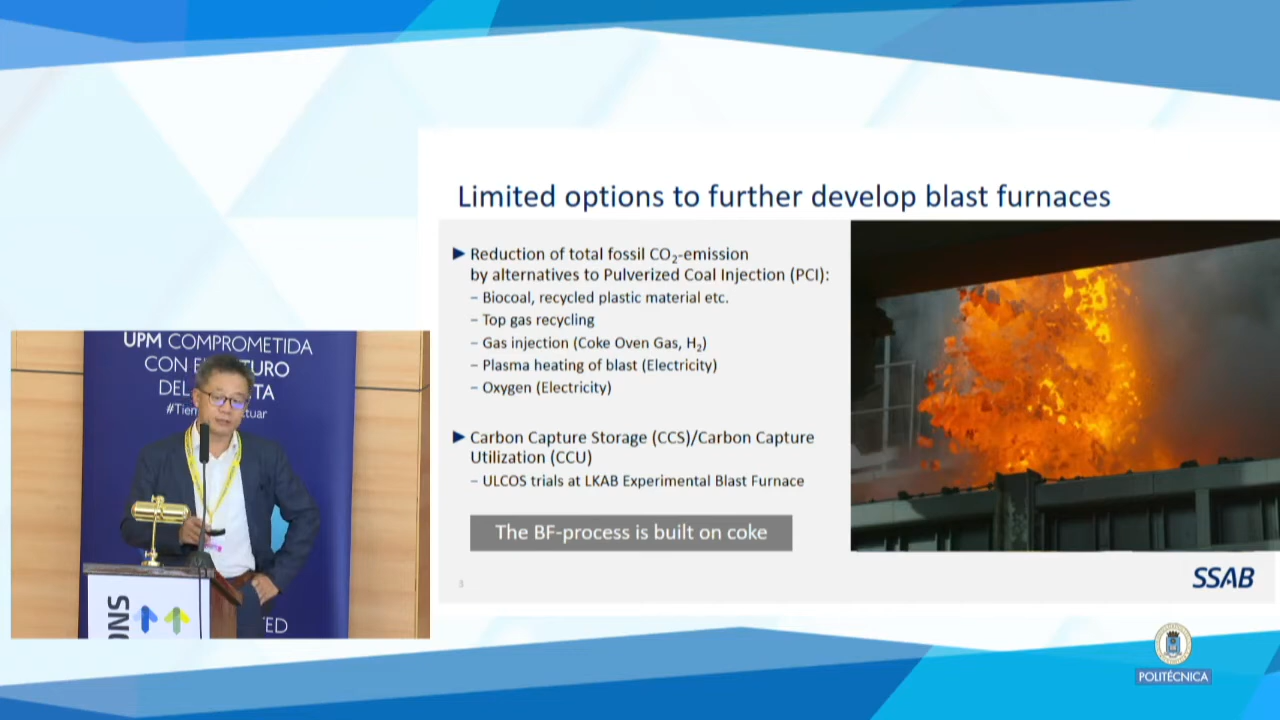 Limited options to further develop blast furnaces
▶ Reduction of total fossil CO₂-emission
by alternatives to Pulverized Coal Injection (PCI):
– Biocoal, recycled plastic material etc.
– Top gas recycling
– Gas injection (Coke Oven Gas, H₂)
– Plasma heating of blast (Electricity)
– Oxygen (Electricity)
▶ Carbon Capture Storage (CCS)/Carbon Capture
Utilization (CCU)
– ULCOS trials at LKAB Experimental Blast Furnace
The BF-process is built on coke
3
SSAB
UPM COMPROMETIDA
CON
DEL
POLITÉCNICA